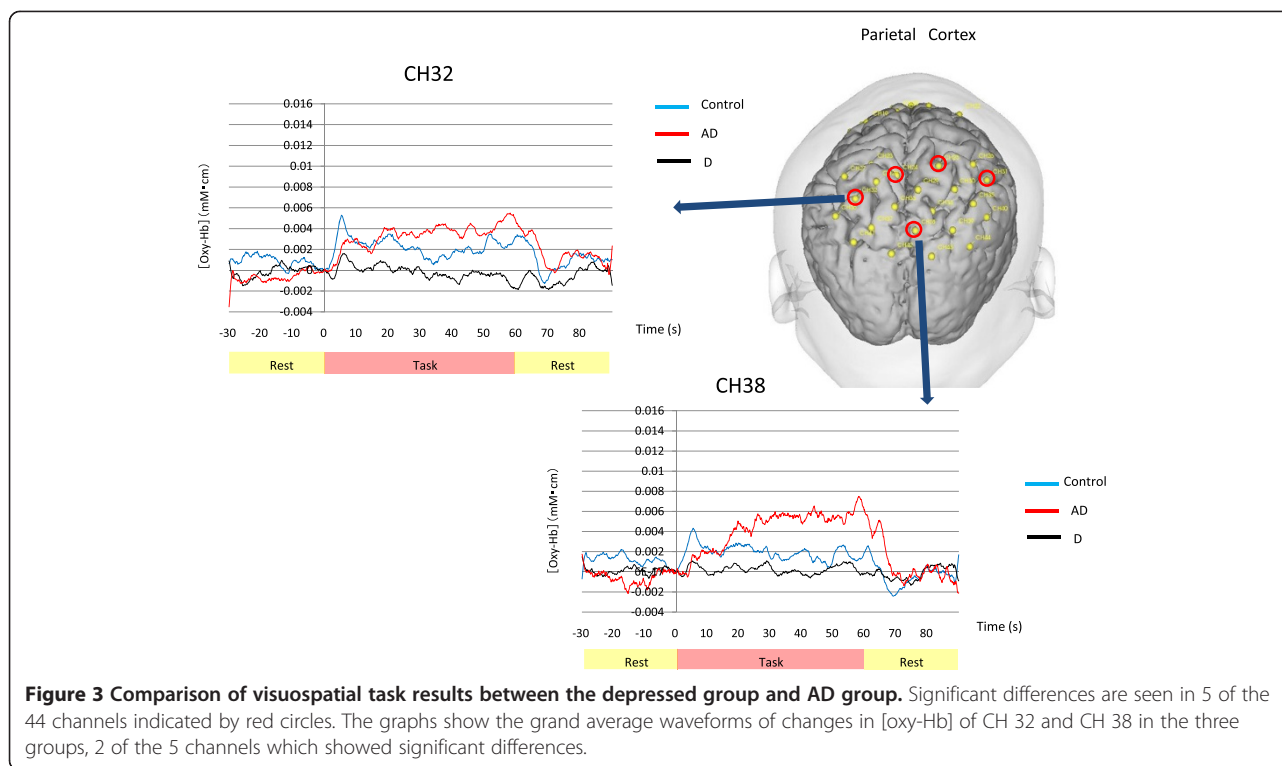 Parietal Cortex
CH32
[Oxy-Hb] (mM・cm)
0.016
0.014
0.012
0.01
0.008
0.006
0.004
0.002
0
-0.002
-0.004
-30 -20 -10 0 10 20 30 40 50 60 70 80
Time (s)
Rest Task Rest
Control
AD
D
CH38
[Oxy-Hb] (mM・cm)
0.016
0.014
0.012
0.01
0.008
0.006
0.004
0.002
0
-0.002
-0.004
-30 -20 -10 0 10 20 30 40 50 60 70 80
Time (s)
Rest Task Rest
Control
AD
D
Figure 3 Comparison of visuospatial task results between the depressed group and AD group. Significant differences are seen in 5 of the
44 channels indicated by red circles. The graphs show the grand average waveforms of changes in [oxy-Hb] of CH 32 and CH 38 in the three
groups, 2 of the 5 channels which showed significant differences.